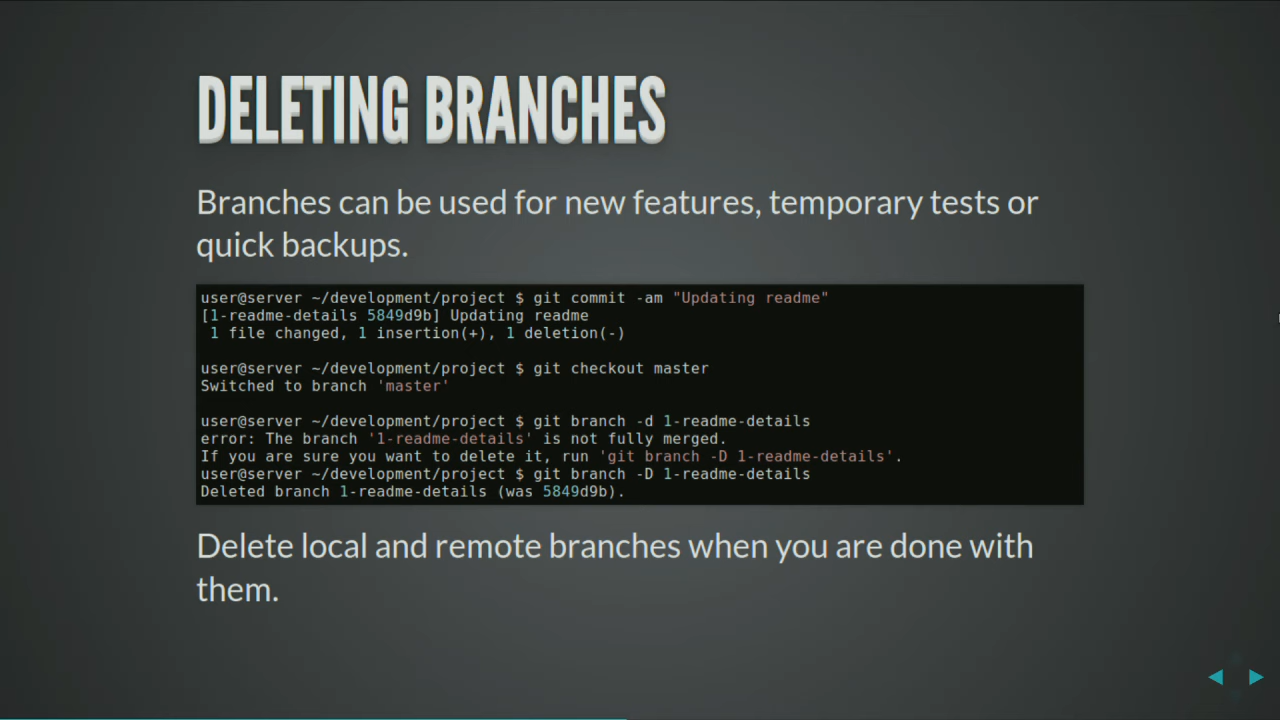 DELETING BRANCHES
Branches can be used for new features, temporary tests or
quick backups.
user@server ~/development/project $ git commit -am "Updating readme"
[1-readme-details 5849d9b] Updating readme
 1 file changed, 1 insertion(+), 1 deletion(-)
user@server ~/development/project $ git checkout master
Switched to branch 'master'
user@server ~/development/project $ git branch -d 1-readme-details
error: The branch '1-readme-details' is not fully merged.
If you are sure you want to delete it, run 'git branch -D 1-readme-details'.
user@server ~/development/project $ git branch -D 1-readme-details
Deleted branch 1-readme-details (was 5849d9b).
Delete local and remote branches when you are done with
them.